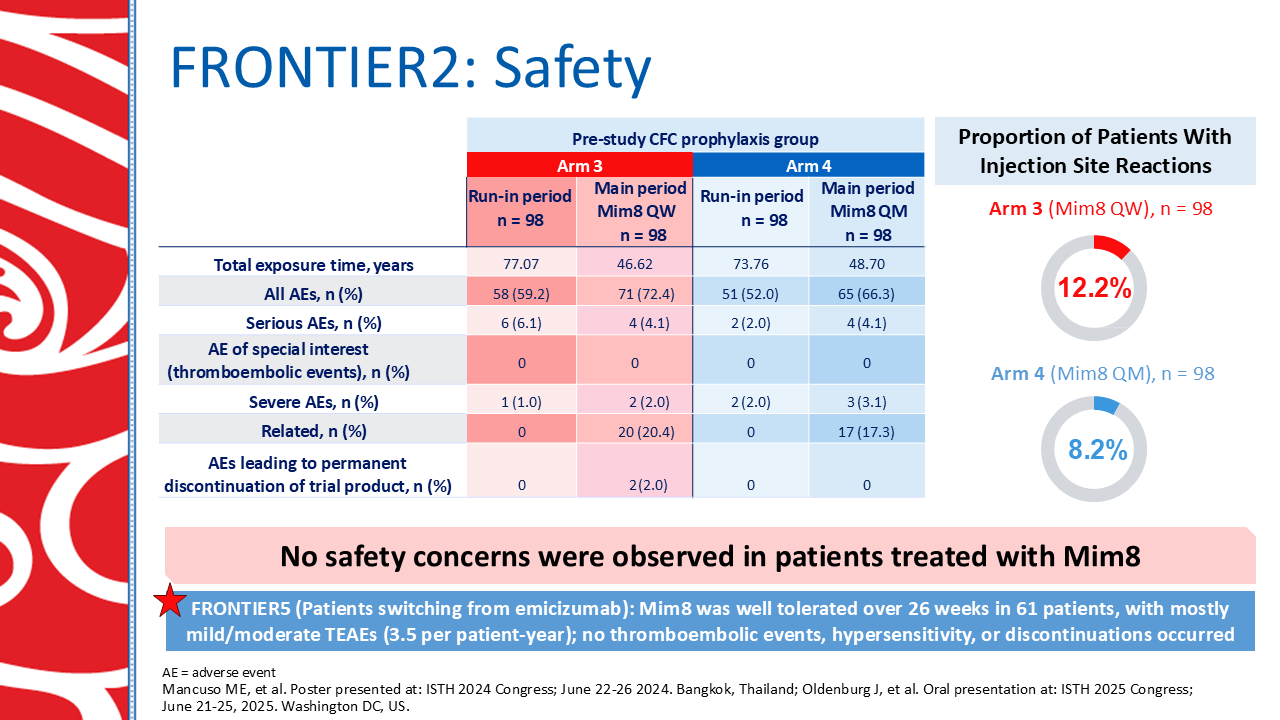 FRONTIER2: Safety
Pre-study CFC prophylaxis group
Arm 3 Arm 4
Run-in period n = 98 Main period Mim8 QW n = 98 Run-in period n = 98 Main period Mim8 QM n = 98
Total exposure time, years 77.07 46.62 73.76 48.70
All AEs, n (%) 58 (59.2) 71 (72.4) 51 (52.0) 65 (66.3)
Serious AEs, n (%) 6 (6.1) 4 (4.1) 2 (2.0) 4 (4.1)
AE of special interest
(thromboembolic events), n (%) 0 0 0 0
Severe AEs, n (%) 1 (1.0) 2 (2.0) 2 (2.0) 3 (3.1)
Related, n (%) 0 20 (20.4) 0 17 (17.3)
AEs leading to permanent
discontinuation of trial product, n (%) 0 2 (2.0) 0 0
Proportion of Patients With
Injection Site Reactions
Arm 3 (Mim8 QW), n = 98
12.2%
Arm 4 (Mim8 QM), n = 98
8.2%
No safety concerns were observed in patients treated with Mim8
FRONTIER5 (Patients switching from emicizumab): Mim8 was well tolerated over 26 weeks in 61 patients, with mostly
mild/moderate TEAEs (3.5 per patient-year); no thromboembolic events, hypersensitivity, or discontinuations occurred
AE = adverse event
Mancuso ME, et al. Poster presented at: ISTH 2024 Congress; June 22-26 2024. Bangkok, Thailand; Oldenburg J, et al. Oral presentation at: ISTH 2025 Congress;
June 21-25, 2025. Washington DC, US.